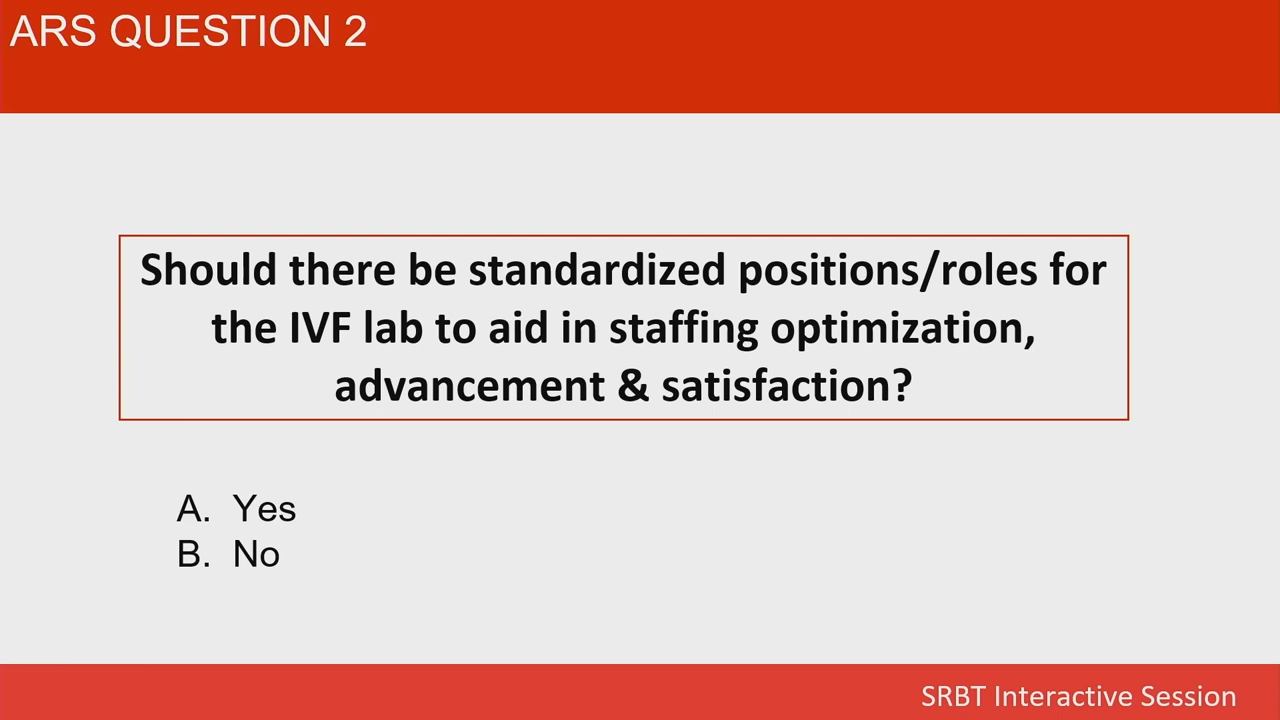 ARS QUESTION 2
Should there be standardized positions/roles for
the IVF lab to aid in staffing optimization,
advancement & satisfaction?
A. Yes
B. No
SRBT Interactive Session